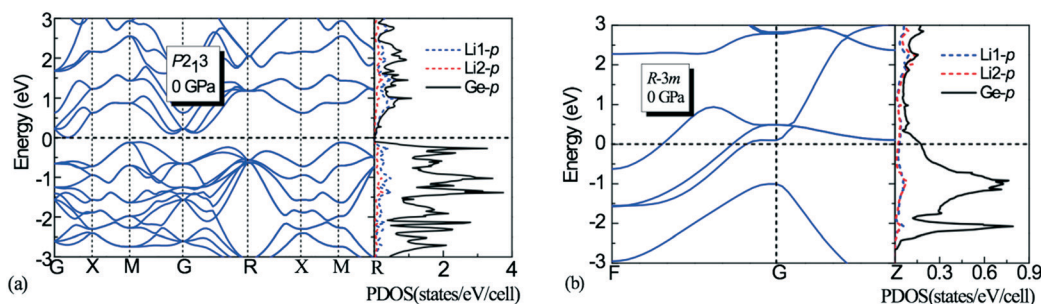 Energy (eV)
3
2
1
0
-1
-2
-3
P2₁3
0 GPa
Li1-p
Li2-p
Ge-p
G X M G R X M R
0 2 4
PDOS(states/eV/cell)
(a)
Energy (eV)
3
2
1
0
-1
-2
-3
R-3m
0 GPa
Li1-p
Li2-p
Ge-p
F G Z
0.3 0.6 0.9
PDOS(states/eV/cell)
(b)